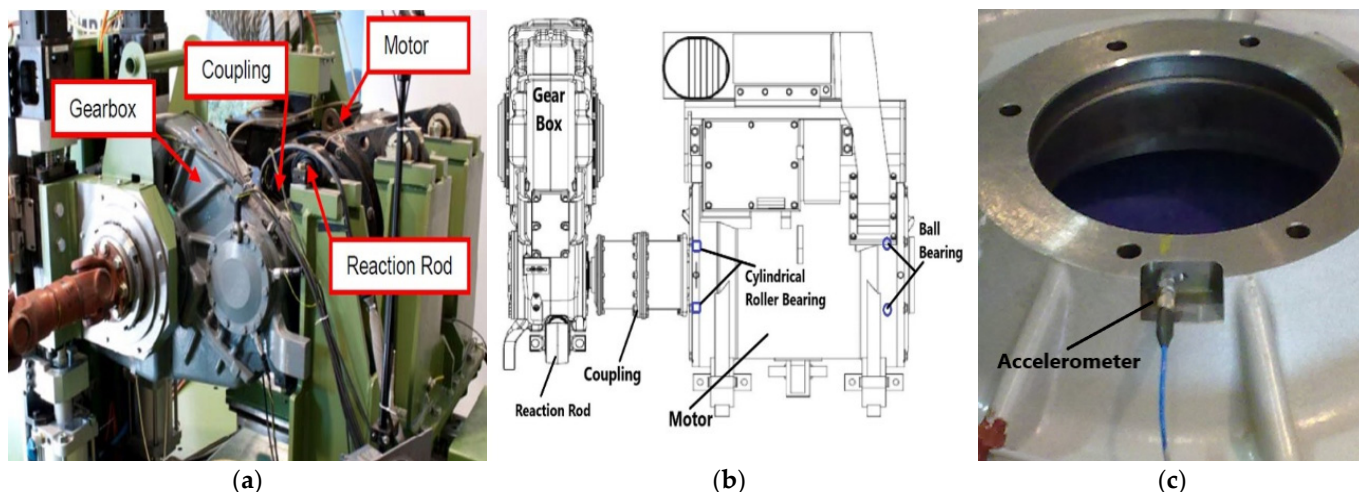 Motor
Coupling
Gearbox
Reaction Rod
Gear
Box
Ball
Bearing
Cylindrical
Roller Bearing
Coupling
Reaction Rod
Motor
Accelerometer
(a)
(b)
(c)